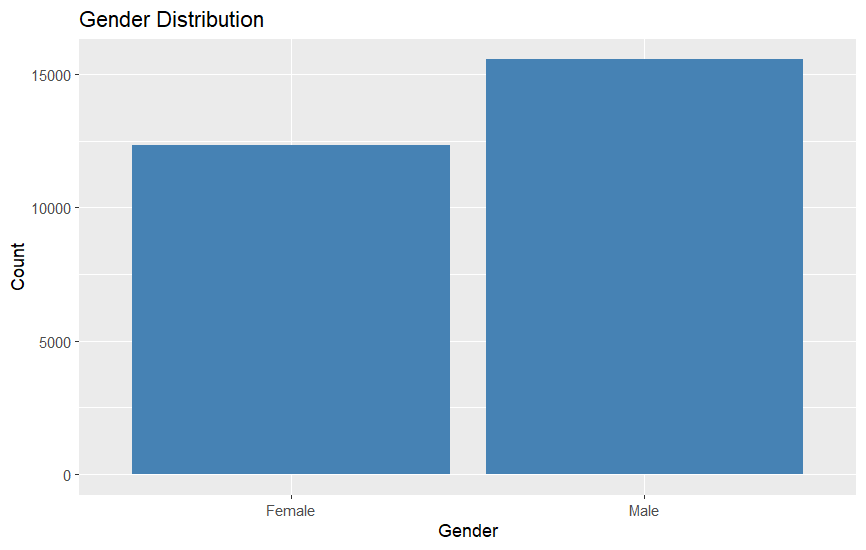 Gender Distribution
15000
10000
5000
0
Count
Female Male
Gender